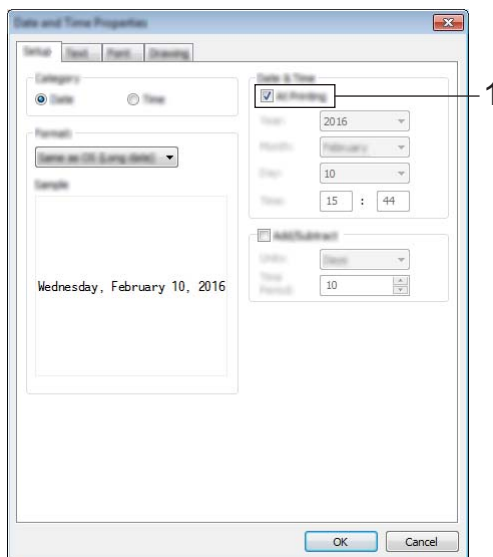 Date and Time Properties
Setup Text Font Drawing
Category
Date Time
Format:
Same as OS (Long date)
Sample
Wednesday, February 10, 2016
Date & Time
At Printing
1
Year: 2016
Month: February
Day: 10
Time: 15 : 44
Add/Subtract
Units: Days
Time
Period: 10
OK Cancel